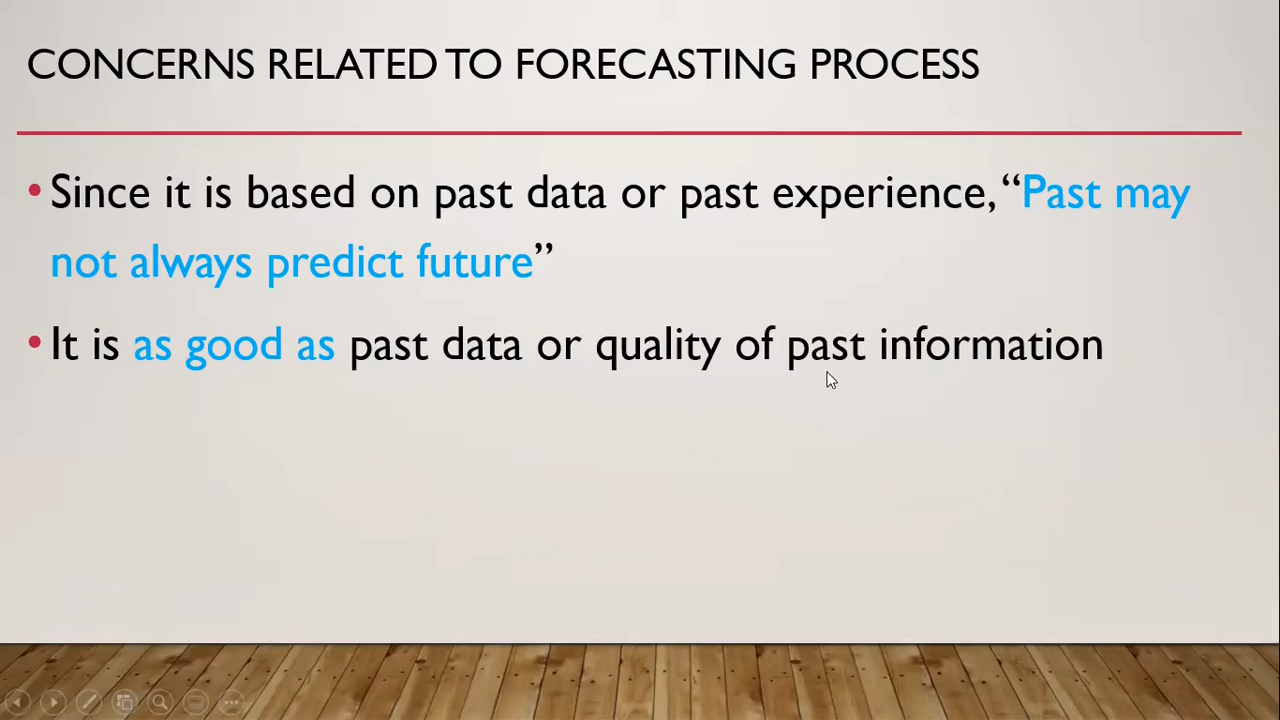 CONCERNS RELATED TO FORECASTING PROCESS
•Since it is based on past data or past experience, “Past may
not always predict future”
•It is as good as past data or quality of past information